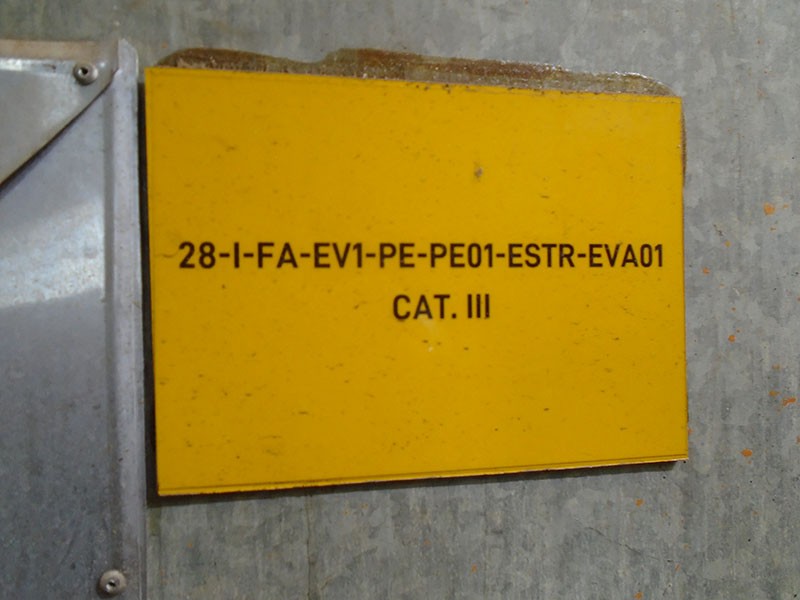 28-I-FA-EV1-PE-PE01-ESTR-EVA01
CAT. III